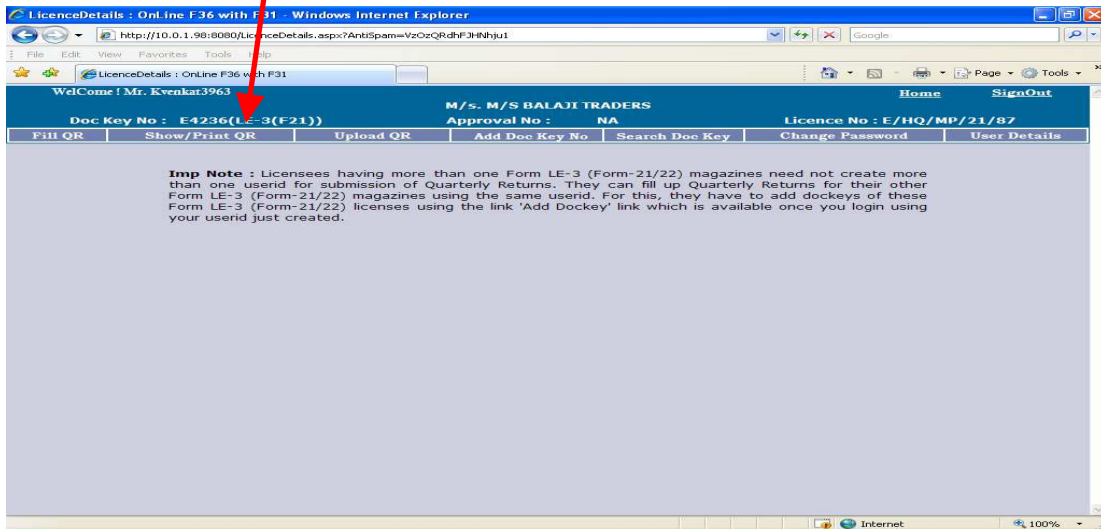 LicenceDetails : OnLine F36 with F31 - Windows Internet Explorer
http://10.0.1.98:8080/LicenceDetails.aspx?AntiSpam=VzOzQRdhFJHNhju1
Google
File Edit View Favorites Tools Help
LicenceDetails : OnLine F36 with F31
Page Tools
WelCome ! Mr. Kvenkat3963
Home SignOut
M/s. M/S BALAJI TRADERS
Doc Key No : E4236(LE-3(F21)) Approval No : NA Licence No : E/HQ/MP/21/87
Fill QR Show/Print QR Upload QR Add Doc Key No Search Doc Key Change Password User Details
Imp Note : Licensees having more than one Form LE-3 (Form-21/22) magazines need not create more
than one userid for submission of Quarterly Returns. They can fill up Quarterly Returns for their other
Form LE-3 (Form-21/22) magazines using the same userid. For this, they have to add dockeys of these
Form LE-3 (Form-21/22) licenses using the link 'Add Dockey' link which is available once you login using
your userid just created.
Internet 100%